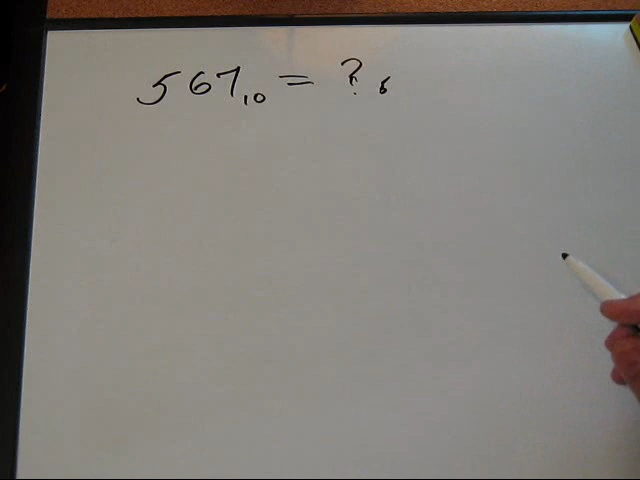 567₁₀ = ?₆